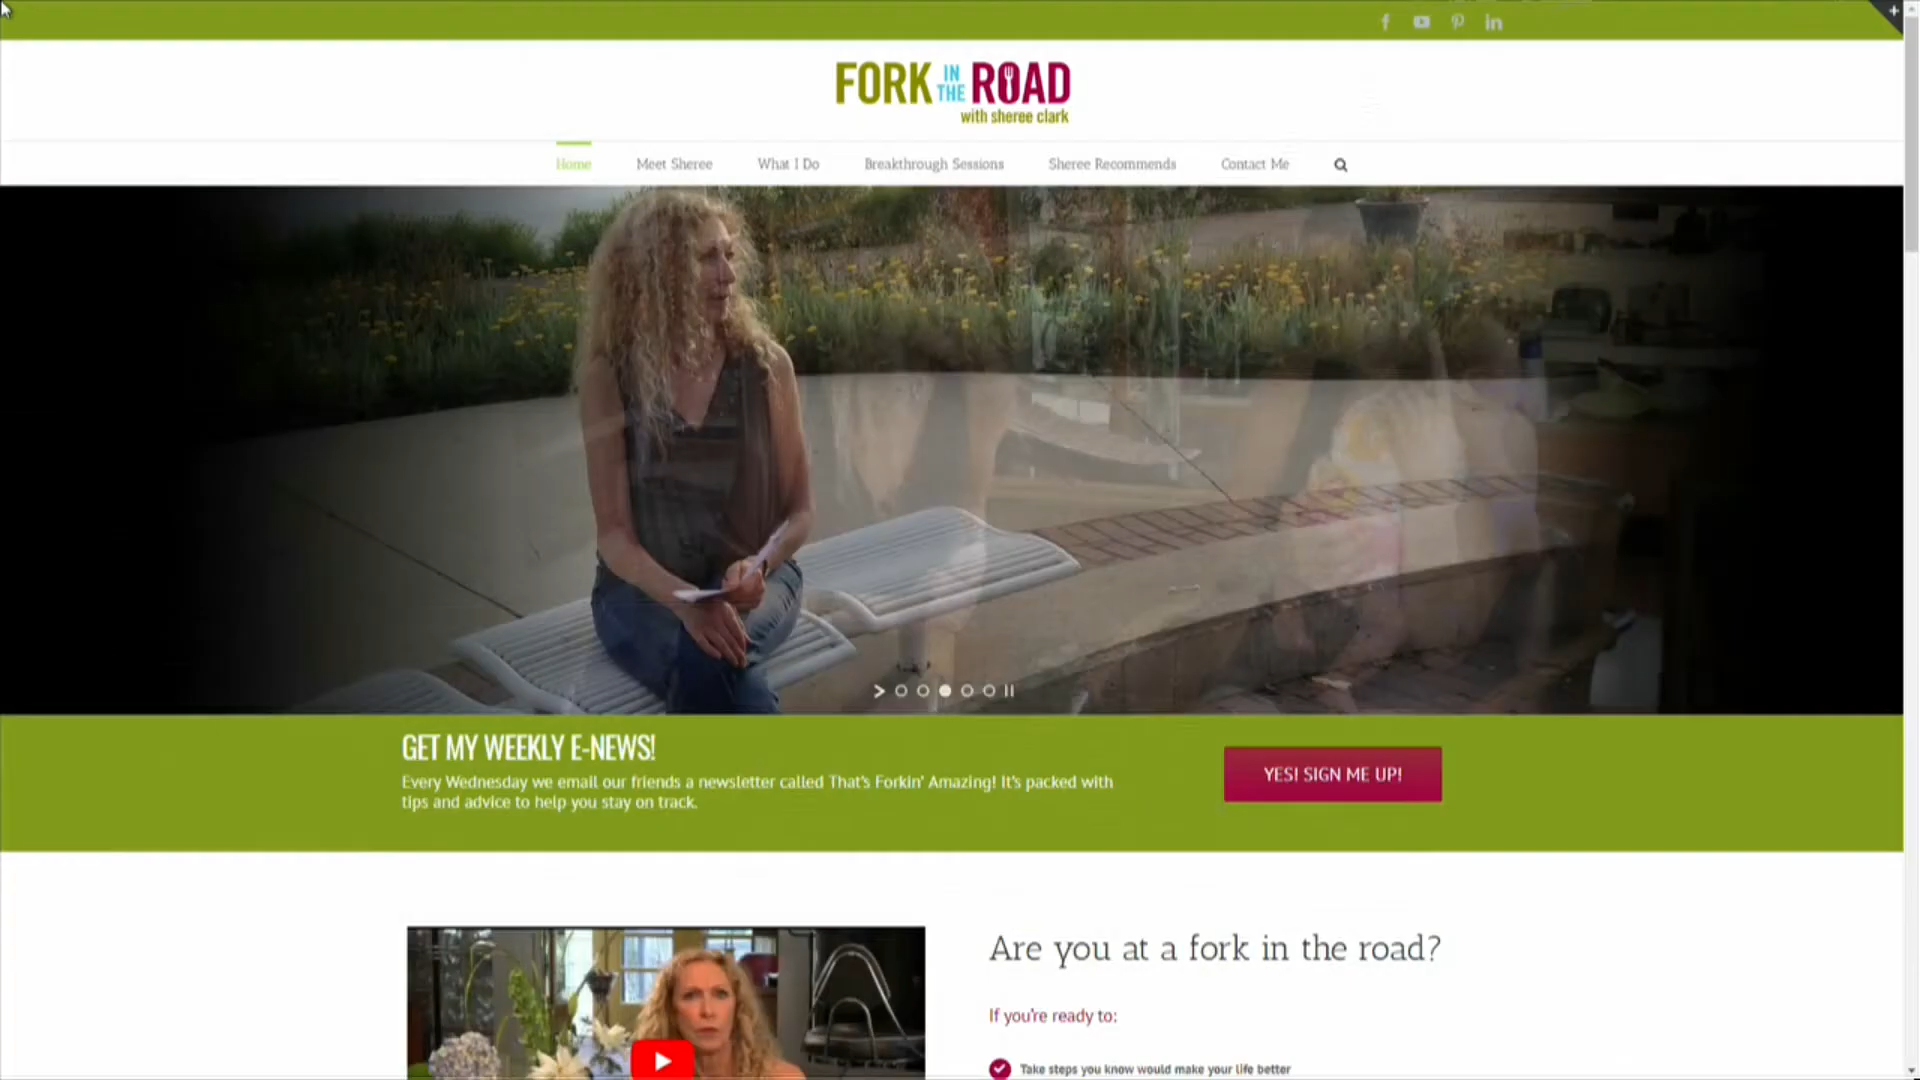 FORK IN THE ROAD
with sheree clark
Home Meet Sheree What I Do Breakthrough Sessions Sheree Recommends Contact Me
GET MY WEEKLY E-NEWS!
Every Wednesday we email our friends a newsletter called That's Forkin' Amazing! It's packed with
tips and advice to help you stay on track.
YES! SIGN ME UP!
Are you at a fork in the road?
If you're ready to:
Take steps you know would make your life better